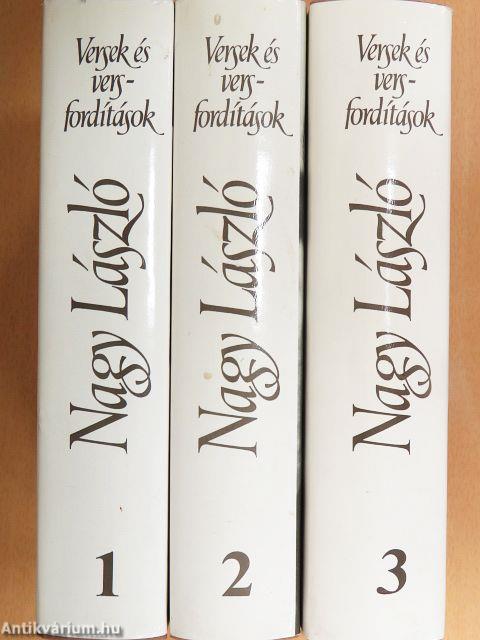 Versek és
vers-
fordítások
Nagy László
1
Versek és
vers-
fordítások
Nagy László
2
Versek és
vers-
fordítások
Nagy László
3
Antikvárium.hu